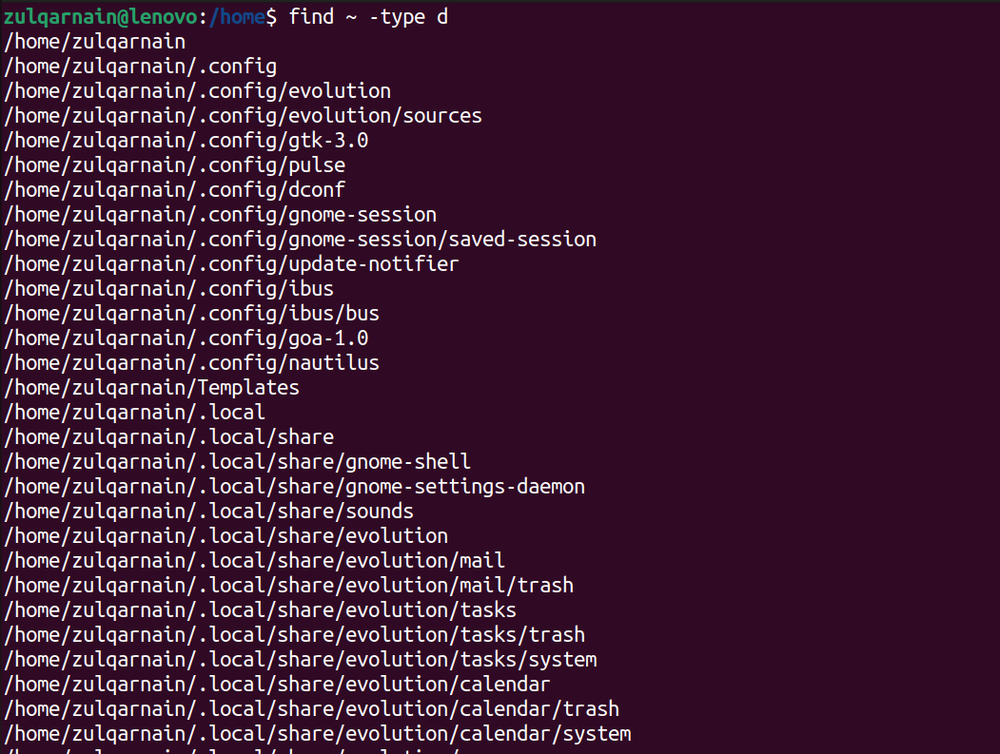 zulqarnain@lenovo:/home$ find ~ -type d
/home/zulqarnain
/home/zulqarnain/.config
/home/zulqarnain/.config/evolution
/home/zulqarnain/.config/evolution/sources
/home/zulqarnain/.config/gtk-3.0
/home/zulqarnain/.config/pulse
/home/zulqarnain/.config/dconf
/home/zulqarnain/.config/gnome-session
/home/zulqarnain/.config/gnome-session/saved-session
/home/zulqarnain/.config/update-notifier
/home/zulqarnain/.config/ibus
/home/zulqarnain/.config/ibus/bus
/home/zulqarnain/.config/goa-1.0
/home/zulqarnain/.config/nautilus
/home/zulqarnain/Templates
/home/zulqarnain/.local
/home/zulqarnain/.local/share
/home/zulqarnain/.local/share/gnome-shell
/home/zulqarnain/.local/share/gnome-settings-daemon
/home/zulqarnain/.local/share/sounds
/home/zulqarnain/.local/share/evolution
/home/zulqarnain/.local/share/evolution/mail
/home/zulqarnain/.local/share/evolution/mail/trash
/home/zulqarnain/.local/share/evolution/tasks
/home/zulqarnain/.local/share/evolution/tasks/trash
/home/zulqarnain/.local/share/evolution/tasks/system
/home/zulqarnain/.local/share/evolution/calendar
/home/zulqarnain/.local/share/evolution/calendar/trash
/home/zulqarnain/.local/share/evolution/calendar/system